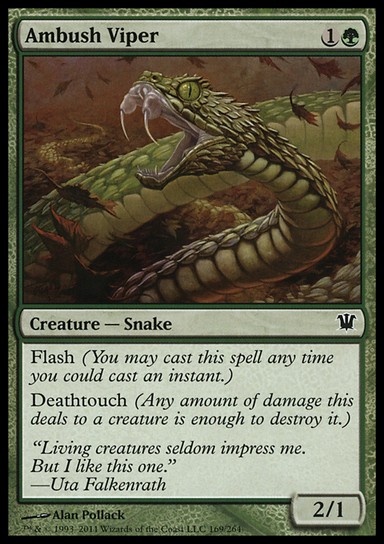 Ambush Viper 1
Creature — Snake
Flash (You may cast this spell any time
you could cast an instant.)
Deathtouch (Any amount of damage this
deals to a creature is enough to destroy it.)
“Living creatures seldom impress me.
But I like this one.”
—Uta Falkenrath
Alan Pollack
™ & © 1993–2011 Wizards of the Coast LLC 169/264
2/1